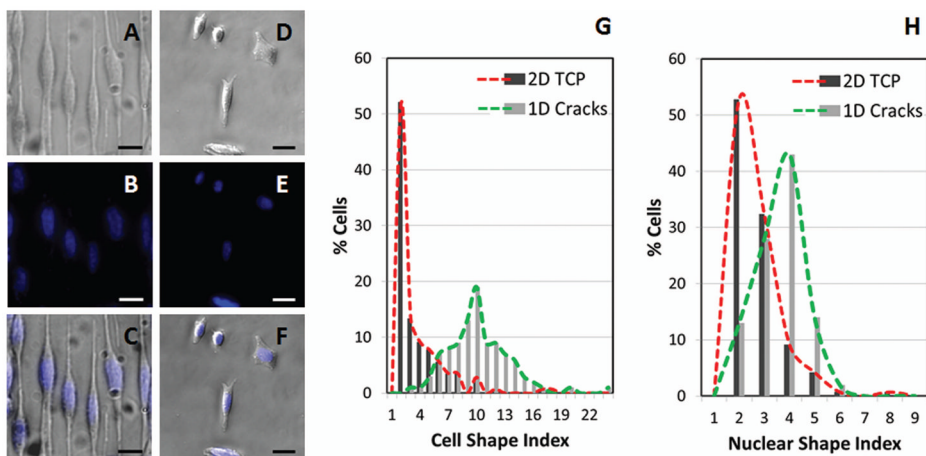 A
D
B
E
C
F
G
2D TCP
1D Cracks
% Cells
60
50
40
30
20
10
0
1 4 7 10 13 16 19 22
Cell Shape Index
H
2D TCP
1D Cracks
% Cells
60
50
40
30
20
10
0
1 2 3 4 5 6 7 8 9
Nuclear Shape Index